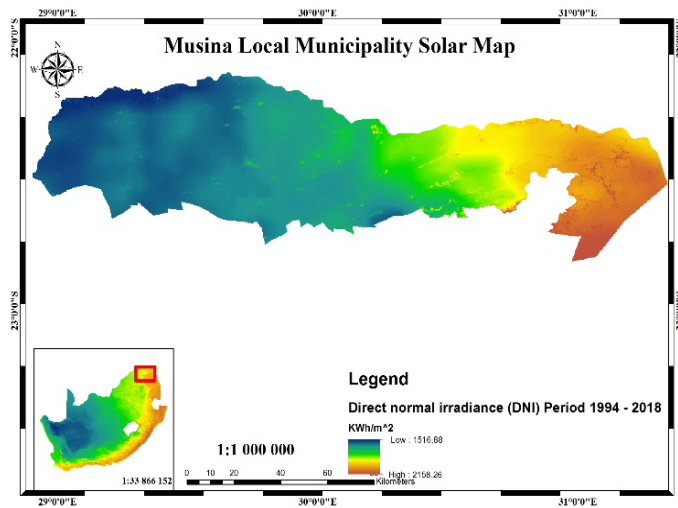 29°0'0"E 30°0'0"E 31°0'0"E
22°0'0"S
Musina Local Municipality Solar Map
N
W E
S
23°0'0"S
Legend
Direct normal irradiance (DNI) Period 1994 - 2018
KWh/m^2
Low : 1516,88
High : 2158,26
1:1 000 000
0 10 20 40 60
Kilometers
1:33 866 152
29°0'0"E 30°0'0"E 31°0'0"E